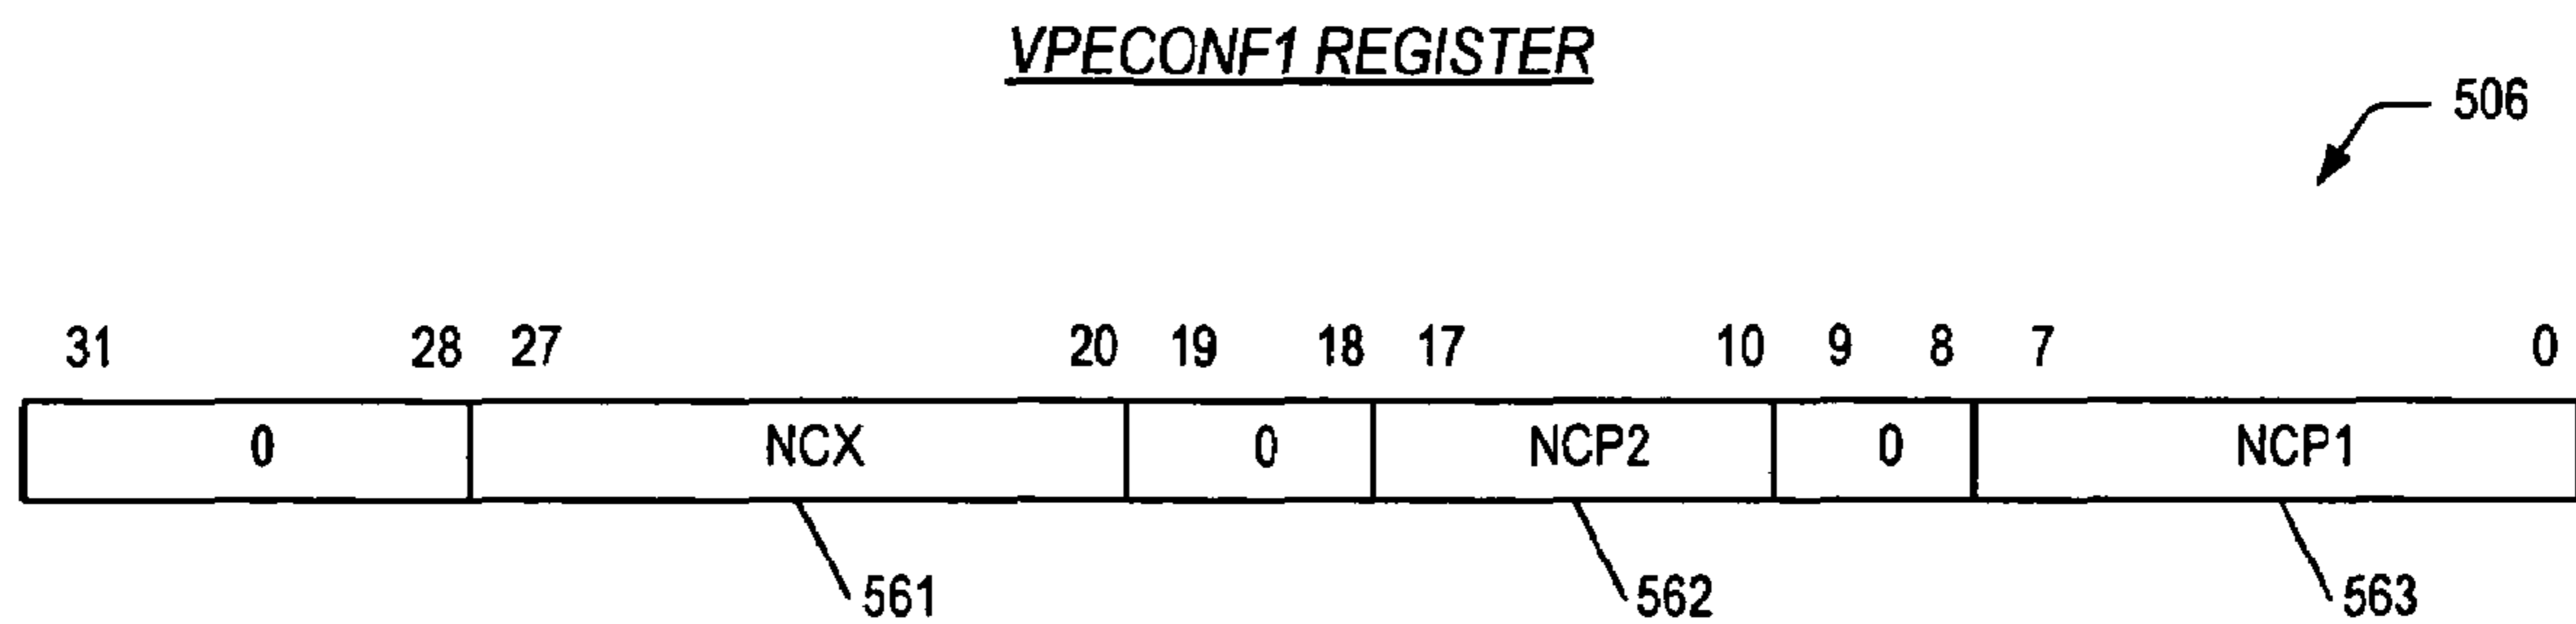 VPECONF1 REGISTER
506
31 28 27 20 19 18 17 10 9 8 7 0
0 NCX 0 NCP2 0 NCP1
561 562 563